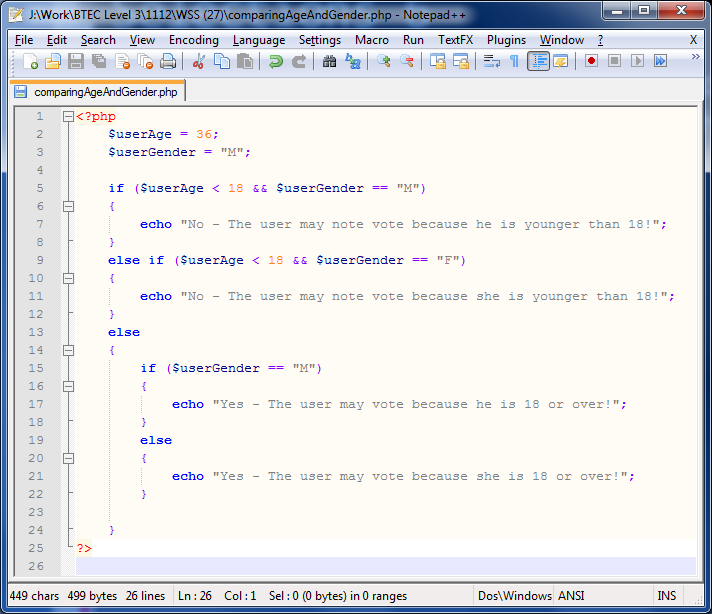 J:\Work\BTEC Level 3\1112\WSS (27)\comparingAgeAndGender.php - Notepad++
File Edit Search View Encoding Language Settings Macro Run TextFX Plugins Window ? X
comparingAgeAndGender.php
1 <?php
2 $userAge = 36;
3 $userGender = "M";
4
5 if ($userAge < 18 && $userGender == "M")
6 {
7 echo "No - The user may note vote because he is younger than 18!";
8 }
9 else if ($userAge < 18 && $userGender == "F")
10 {
11 echo "No - The user may note vote because she is younger than 18!";
12 }
13 else
14 {
15 if ($userGender == "M")
16 {
17 echo "Yes - The user may vote because he is 18 or over!";
18 }
19 else
20 {
21 echo "Yes - The user may vote because she is 18 or over!";
22 }
23
24 }
25 ?>
26
449 chars 499 bytes 26 lines Ln : 26 Col : 1 Sel : 0 (0 bytes) in 0 ranges Dos\Windows ANSI INS